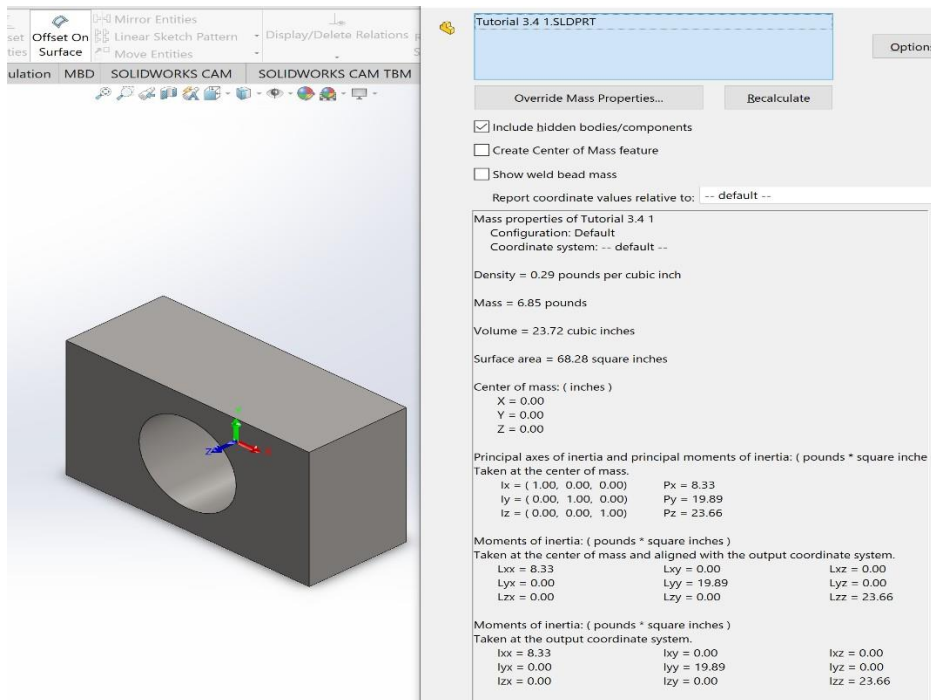 Mirror Entities
set Offset On Linear Sketch Pattern Display/Delete Relations
ties Surface Move Entities
ulation MBD SOLIDWORKS CAM SOLIDWORKS CAM TBM
Z
Tutorial 3.4 1.SLDPRT
Option
Override Mass Properties... Recalculate
Include hidden bodies/components
Create Center of Mass feature
Show weld bead mass
Report coordinate values relative to: -- default --
Mass properties of Tutorial 3.4 1
Configuration: Default
Coordinate system: -- default --
Density = 0.29 pounds per cubic inch
Mass = 6.85 pounds
Volume = 23.72 cubic inches
Surface area = 68.28 square inches
Center of mass: ( inches )
X = 0.00
Y = 0.00
Z = 0.00
Principal axes of inertia and principal moments of inertia: ( pounds * square inche
Taken at the center of mass.
Ix = ( 1.00, 0.00, 0.00) Px = 8.33
Iy = ( 0.00, 1.00, 0.00) Py = 19.89
Iz = ( 0.00, 0.00, 1.00) Pz = 23.66
Moments of inertia: ( pounds * square inches )
Taken at the center of mass and aligned with the output coordinate system.
Lxx = 8.33 Lxy = 0.00 Lxz = 0.00
Lyx = 0.00 Lyy = 19.89 Lyz = 0.00
Lzx = 0.00 Lzy = 0.00 Lzz = 23.66
Moments of inertia: ( pounds * square inches )
Taken at the output coordinate system.
Ixx = 8.33 Ixy = 0.00 Ixz = 0.00
Iyx = 0.00 Iyy = 19.89 Iyz = 0.00
Izx = 0.00 Izy = 0.00 Izz = 23.66